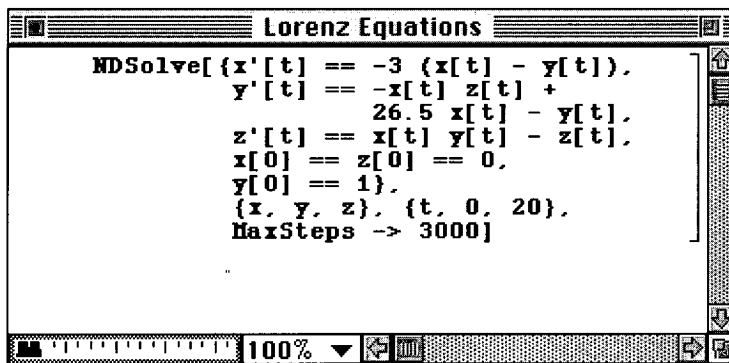 Lorenz Equations
NDSolve[{x'[t] == -3 (x[t] - y[t]),
y'[t] == -x[t] z[t] +
26.5 x[t] - y[t],
z'[t] == x[t] y[t] - z[t],
x[0] == z[0] == 0,
y[0] == 1},
{x, y, z}, {t, 0, 20},
MaxSteps -> 3000]
100%